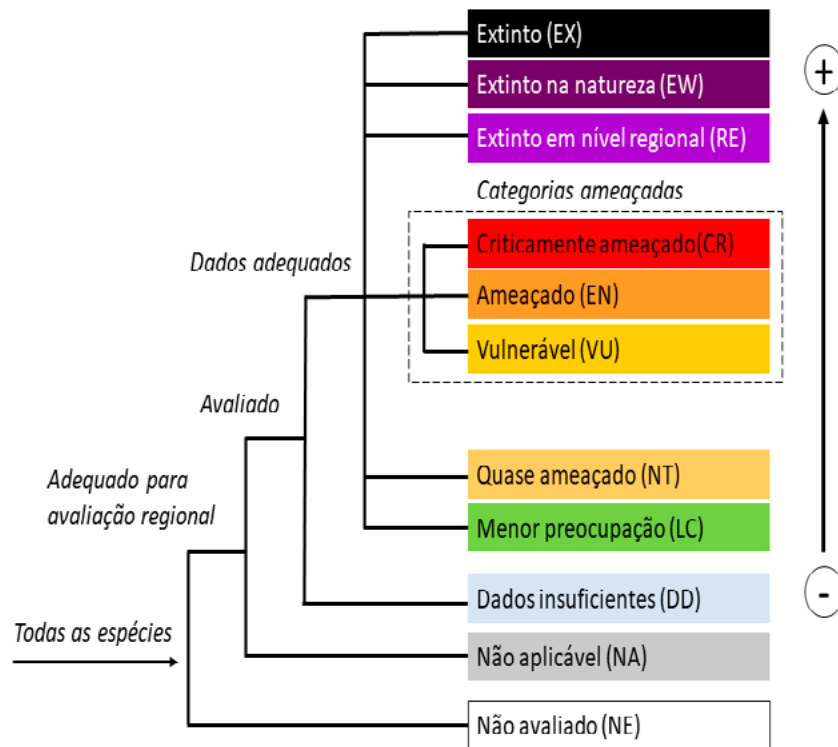 Extinto (EX)
+
Extinto na natureza (EW)
Extinto em nível regional (RE)
Categorias ameaçadas
Criticamente ameaçado(CR)
Dados adequados
Ameaçado (EN)
Vulnerável (VU)
Avaliado
Quase ameaçado (NT)
Adequado para
avaliação regional
Menor preocupação (LC)
Dados insuficientes (DD)
-
Todas as espécies
Não aplicável (NA)
Não avaliado (NE)